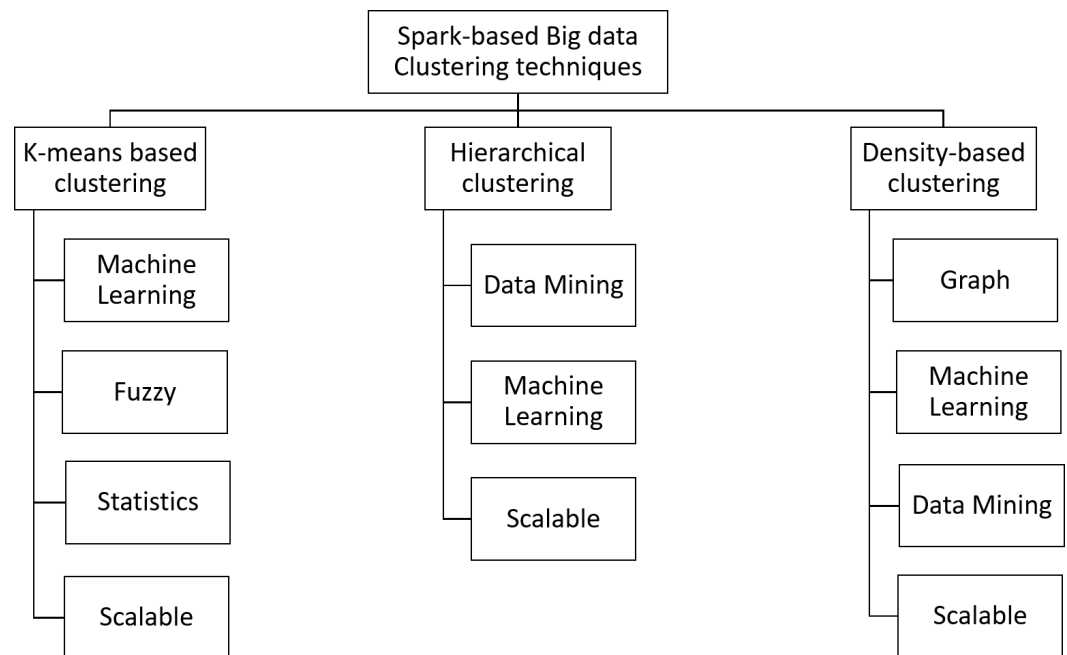 Spark-based Big data
Clustering techniques
K-means based
clustering
Machine
Learning
Fuzzy
Statistics
Scalable
Hierarchical
clustering
Data Mining
Machine
Learning
Scalable
Density-based
clustering
Graph
Machine
Learning
Data Mining
Scalable